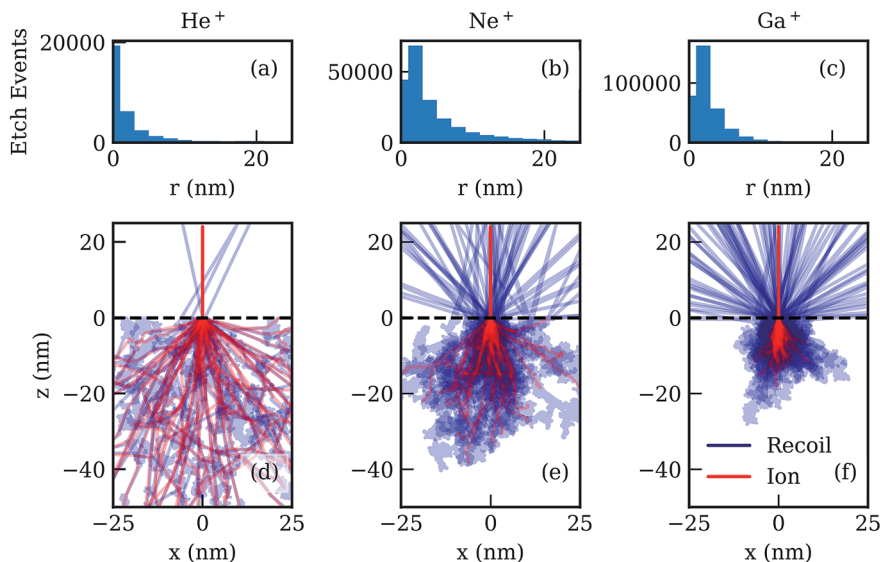 He⁺ Ne⁺ Ga⁺
Etch Events
20000
0
0 20
r (nm)
(a)
50000
0
0 20
r (nm)
(b)
100000
0
0 20
r (nm)
(c)
z (nm)
20
0
−20
−40
−25 0 25
x (nm)
(d)
20
0
−20
−40
−25 0 25
x (nm)
(e)
20
0
−20
−40
−25 0 25
x (nm)
Recoil
Ion
(f)